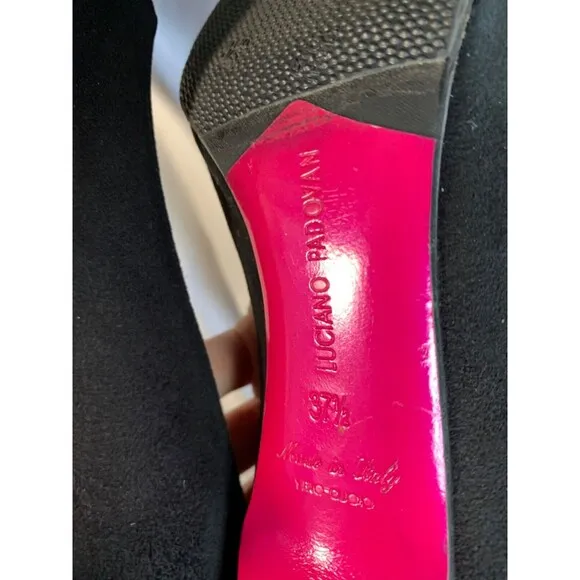 LUCIANO PADOVAN
37½
Made in Italy